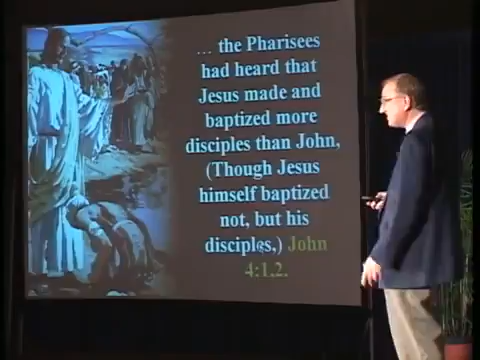 ... the Pharisees
had heard that
Jesus made and
baptized more
disciples than John,
(Though Jesus
himself baptized
not, but his
disciples,) John
4:1,2.